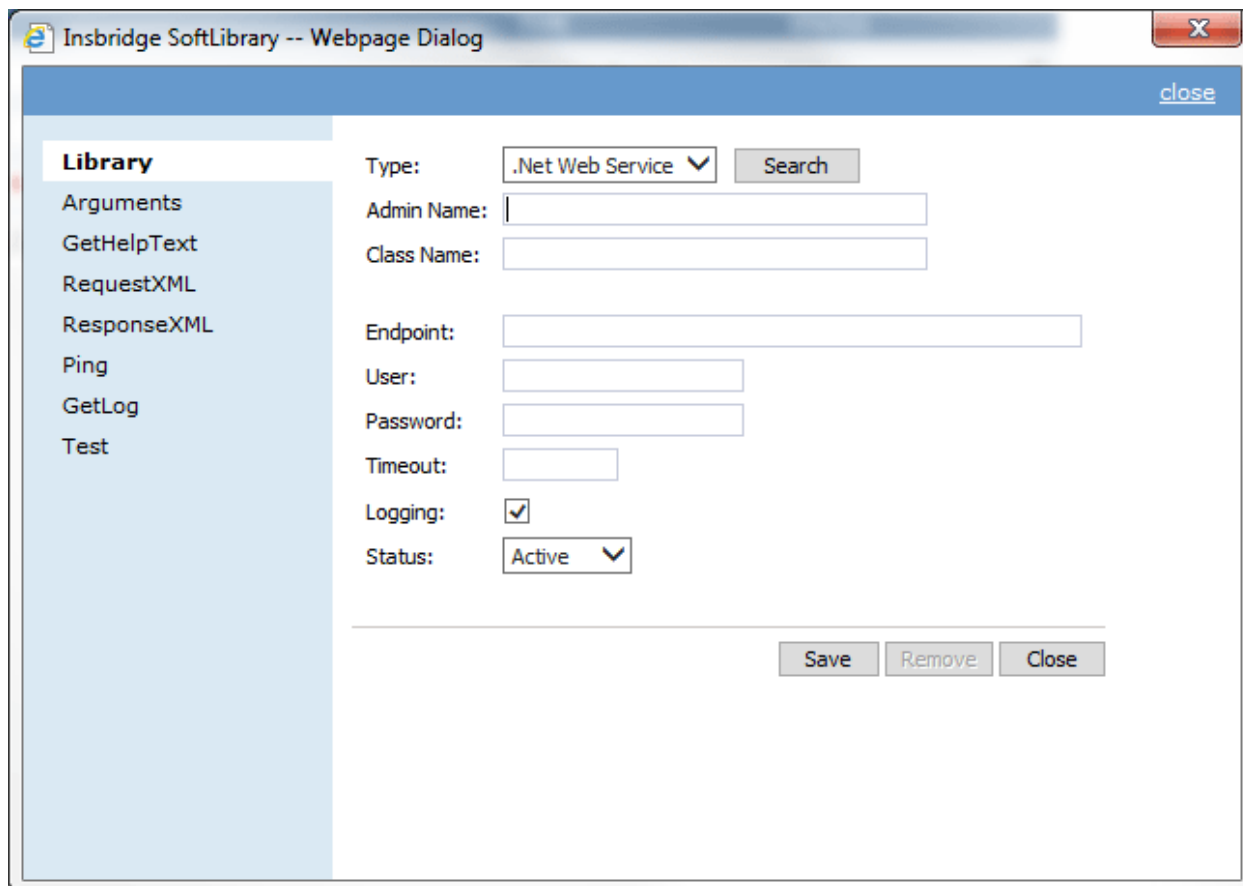 Insbridge SoftLibrary -- Webpage Dialog
close
Library
Arguments
GetHelpText
RequestXML
ResponseXML
Ping
GetLog
Test
Type: .Net Web Service Search
Admin Name:
Class Name:
Endpoint:
User:
Password:
Timeout:
Logging:
Status: Active
Save Remove Close